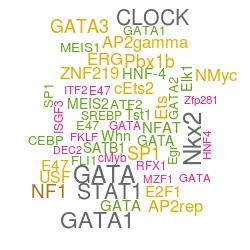 CLOCK
GATA3
GATA1
AP2gamma
MEIS1
ERG
Pbx1b
ZNF219
HNF-4
Elk1
NMyc
ITF2
E47
cEts2
SP1
MEIS2
ATF2
Ets
GATA2
Zfp281
ISGF3
SREBP
Tst1
E47
GATA
NFAT
Nkx2
HNF4
CEBP
FKLF
Whn
DEC2
SATB1
SP1
Egr
FLI1
cMyb
RFX1
E47
USF
GATA
MZF1
GATA
NF1
STAT1
E2F1
GATA
AP2rep
GATA1